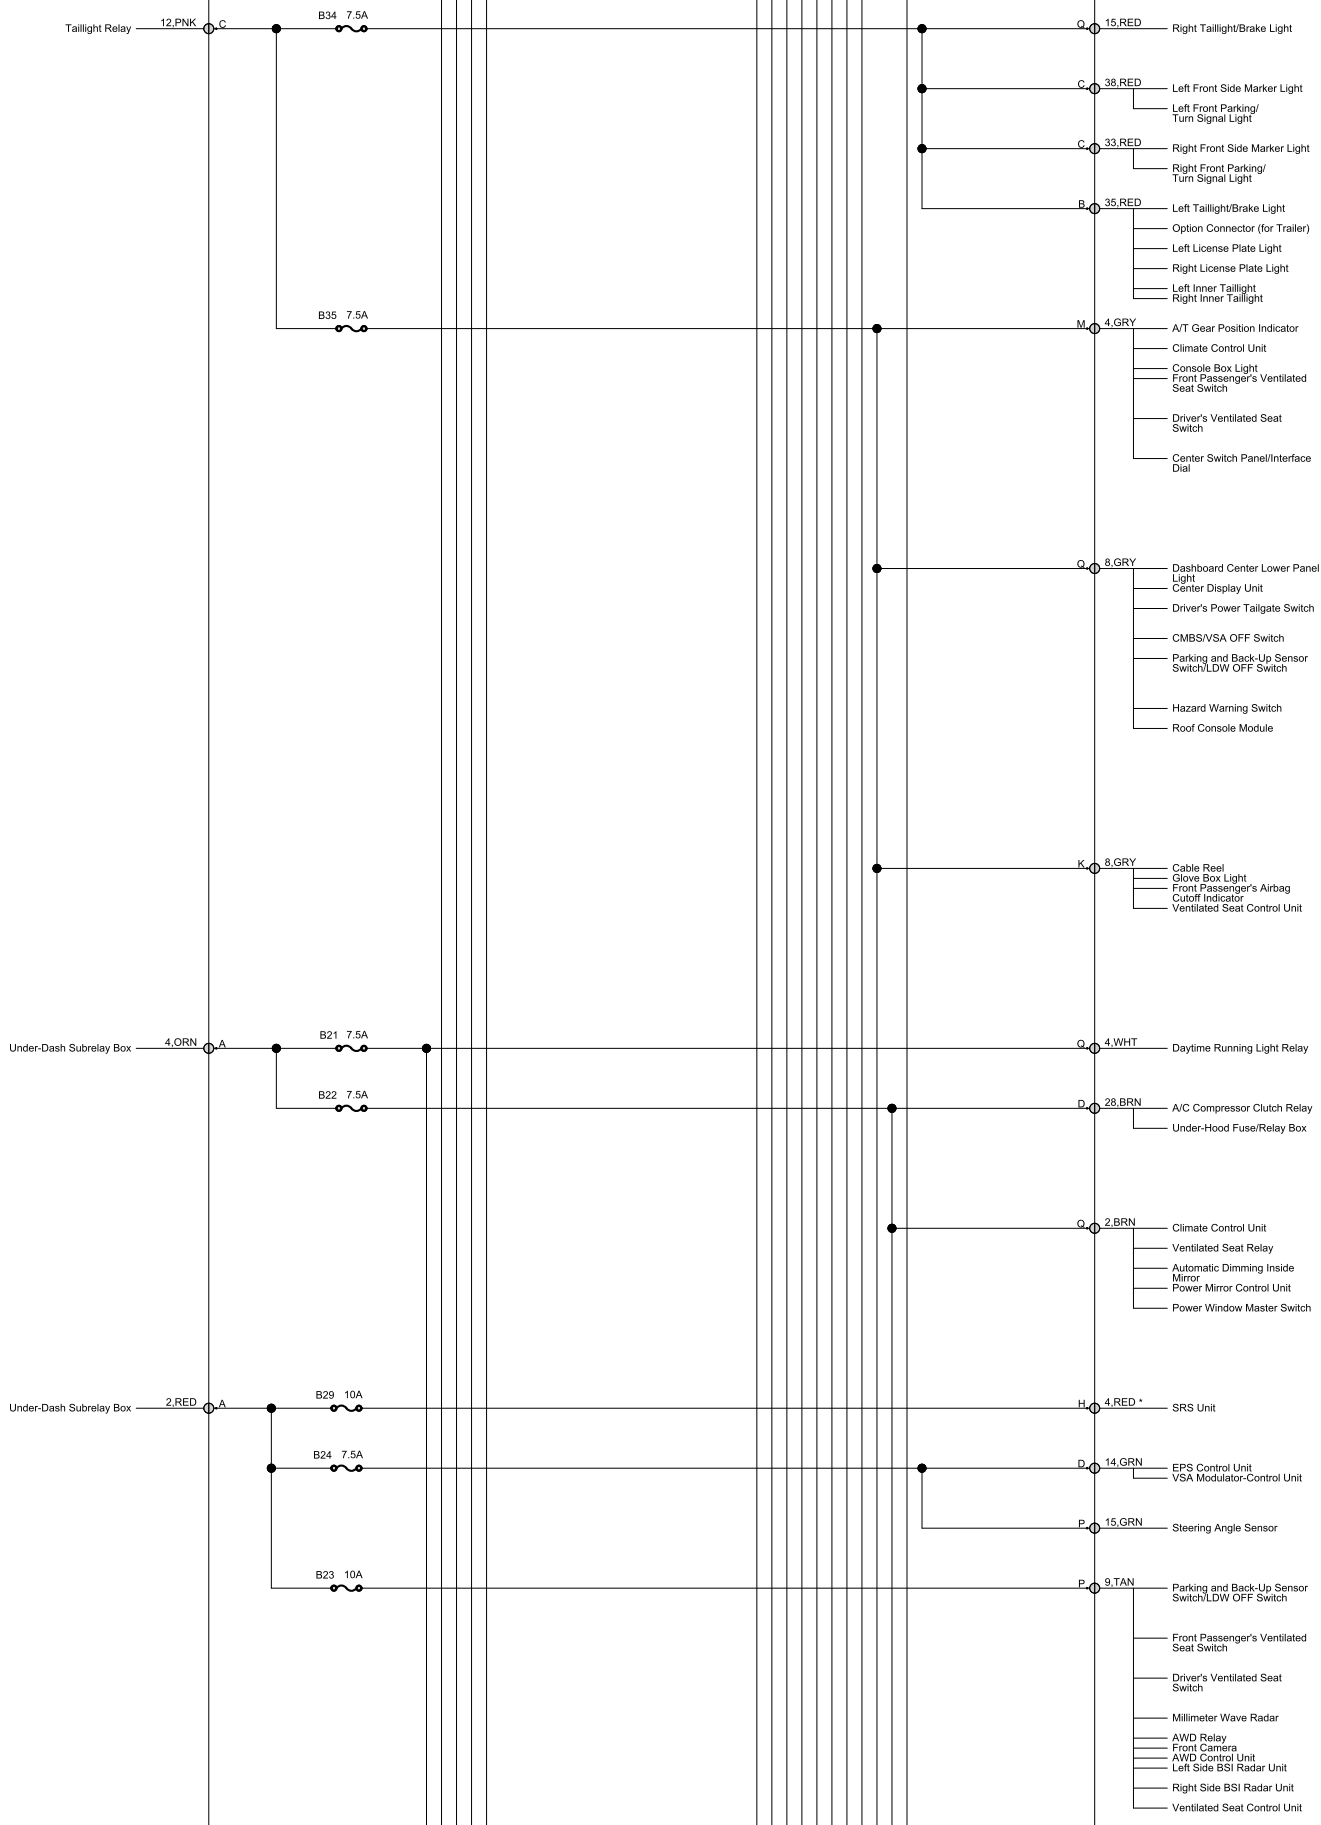 Taillight Relay
12,PNK
C
B34 7.5A
Q
15,RED
Right Taillight/Brake Light
C
38,RED
Left Front Side Marker Light
Left Front Parking/
Turn Signal Light
C
33,RED
Right Front Side Marker Light
Right Front Parking/
Turn Signal Light
B
35,RED
Left Taillight/Brake Light
Option Connector (for Trailer)
Left License Plate Light
Right License Plate Light
Left Inner Taillight
Right Inner Taillight
B35 7.5A
M
4,GRY
A/T Gear Position Indicator
Climate Control Unit
Console Box Light
Front Passenger's Ventilated
Seat Switch
Driver's Ventilated Seat
Switch
Center Switch Panel/Interface
Dial
Q
8,GRY
Dashboard Center Lower Panel
Light
Center Display Unit
Driver's Power Tailgate Switch
CMBS/VSA OFF Switch
Parking and Back-Up Sensor
Switch/LDW OFF Switch
Hazard Warning Switch
Roof Console Module
K
8,GRY
Cable Reel
Glove Box Light
Front Passenger's Airbag
Cutoff Indicator
Ventilated Seat Control Unit
Under-Dash Subrelay Box
4,ORN
A
B21 7.5A
Q
4,WHT
Daytime Running Light Relay
B22 7.5A
D
28,BRN
A/C Compressor Clutch Relay
Under-Hood Fuse/Relay Box
Q
2,BRN
Climate Control Unit
Ventilated Seat Relay
Automatic Dimming Inside
Mirror
Power Mirror Control Unit
Power Window Master Switch
Under-Dash Subrelay Box
2,RED
A
B29 10A
H
4,RED *
SRS Unit
B24 7.5A
D
14,GRN
EPS Control Unit
VSA Modulator-Control Unit
P
15,GRN
Steering Angle Sensor
B23 10A
P
9,TAN
Parking and Back-Up Sensor
Switch/LDW OFF Switch
Front Passenger's Ventilated
Seat Switch
Driver's Ventilated Seat
Switch
Millimeter Wave Radar
AWD Relay
Front Camera
AWD Control Unit
Left Side BSI Radar Unit
Right Side BSI Radar Unit
Ventilated Seat Control Unit